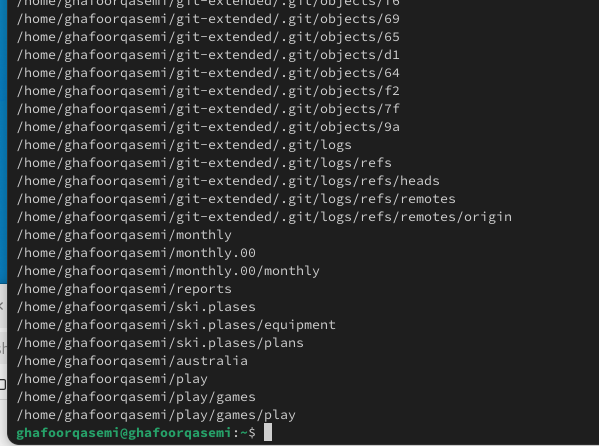 /home/ghafoorqasemi/git-extended/.git/objects/f6
/home/ghafoorqasemi/git-extended/.git/objects/69
/home/ghafoorqasemi/git-extended/.git/objects/65
/home/ghafoorqasemi/git-extended/.git/objects/d1
/home/ghafoorqasemi/git-extended/.git/objects/64
/home/ghafoorqasemi/git-extended/.git/objects/f2
/home/ghafoorqasemi/git-extended/.git/objects/7f
/home/ghafoorqasemi/git-extended/.git/objects/9a
/home/ghafoorqasemi/git-extended/.git/logs
/home/ghafoorqasemi/git-extended/.git/logs/refs
/home/ghafoorqasemi/git-extended/.git/logs/refs/heads
/home/ghafoorqasemi/git-extended/.git/logs/refs/remotes
/home/ghafoorqasemi/git-extended/.git/logs/refs/remotes/origin
/home/ghafoorqasemi/monthly
/home/ghafoorqasemi/monthly.00
/home/ghafoorqasemi/monthly.00/monthly
/home/ghafoorqasemi/reports
/home/ghafoorqasemi/ski.plases
/home/ghafoorqasemi/ski.plases/equipment
/home/ghafoorqasemi/ski.plases/plans
/home/ghafoorqasemi/australia
/home/ghafoorqasemi/play
/home/ghafoorqasemi/play/games
/home/ghafoorqasemi/play/games/play
ghafoorqasemi@ghafoorqasemi:~$